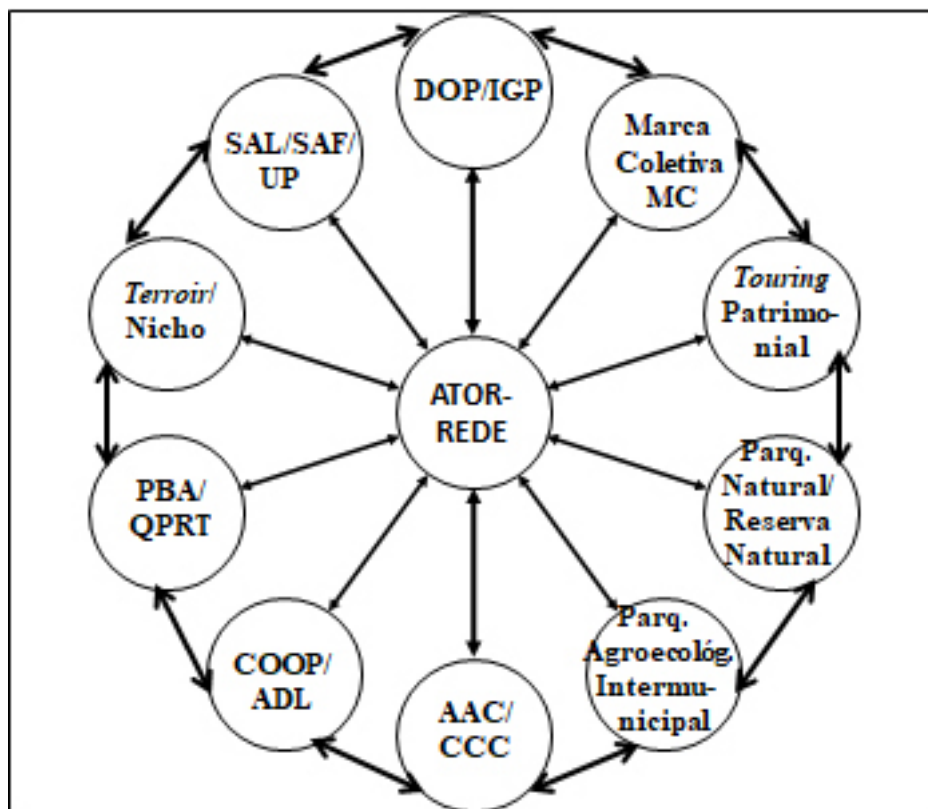 DOP/IGP
Marca
Coletiva
MC
Touring
Patrimo-
nial
Parq.
Natural/
Reserva
Natural
Parq.
Agroecológ.
Intermu-
nicipal
AAC/
CCC
COOP/
ADL
PBA/
QPRT
Terroir/
Nicho
SAL/SAF/
UP
ATOR-
REDE